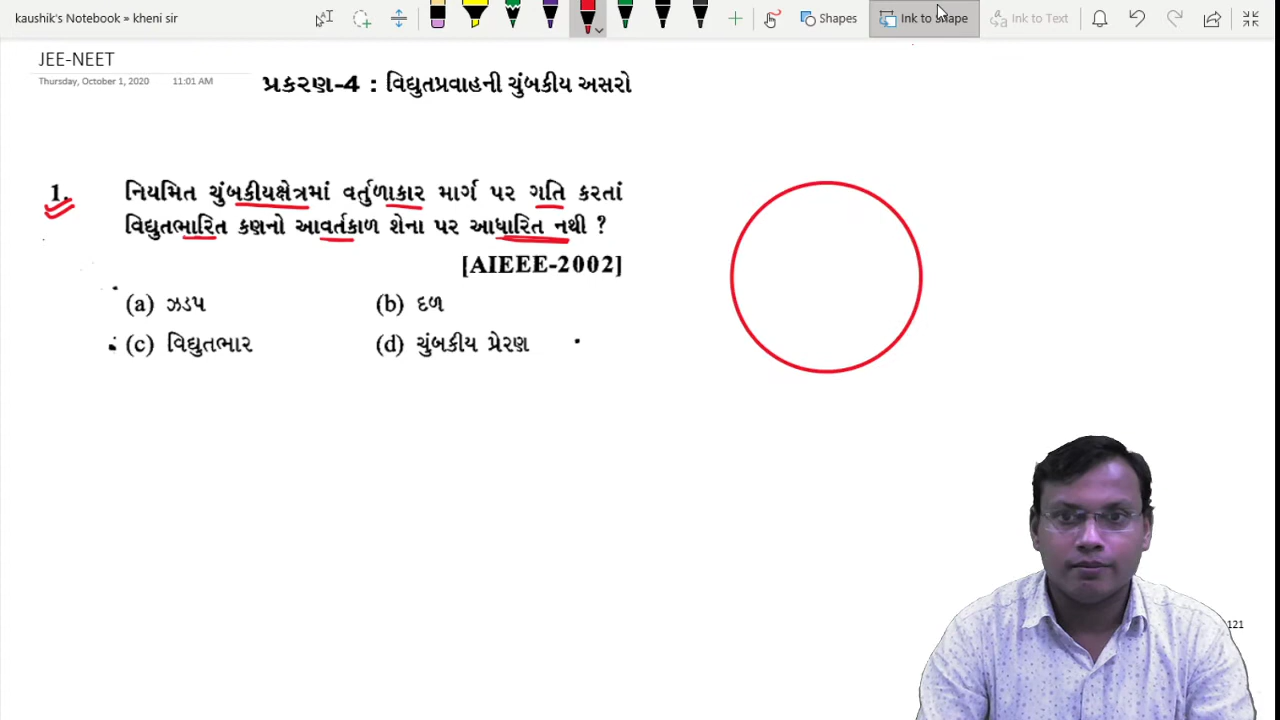 kaushik's Notebook » kheni sir
Shapes
Ink to Shape
Ink to Text
JEE-NEET
Thursday, October 1, 2020 11:01 AM
પ્રકરણ-4 : વિદ્યુતપ્રવાહની ચુંબકીય અસરો
1. નિયમિત ચુંબકીયક્ષેત્રમાં વર્તુળાકાર માર્ગ પર ગતિ કરતાં
વિદ્યુતભારિત કણનો આવર્તકાળ શેના પર આધારિત નથી ?
[AIEEE-2002]
(a) ઝડપ (b) દળ
(c) વિદ્યુતભાર (d) ચુંબકીય પ્રેરણ
121